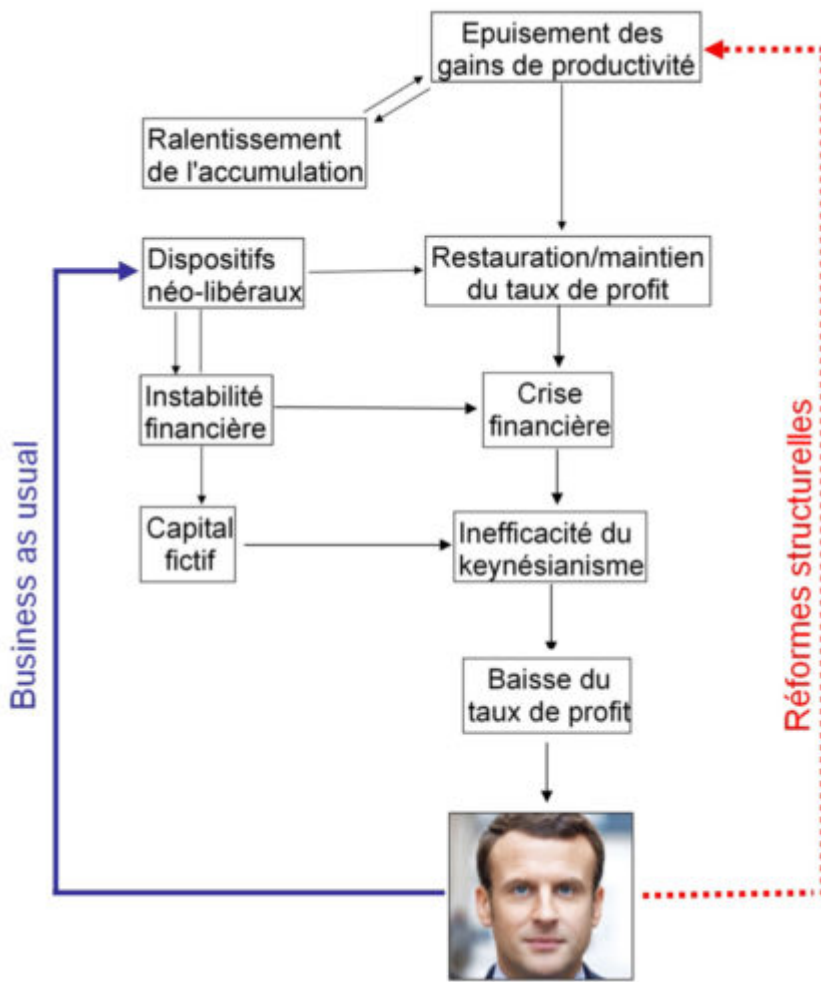 Epuisement des
gains de productivité
Ralentissement
de l'accumulation
Dispositifs
néo-libéraux
Restauration/maintien
du taux de profit
Instabilité
financière
Crise
financière
Capital
fictif
Inefficacité du
keynésianisme
Baisse du
taux de profit
Business as usual
Réformes structurelles